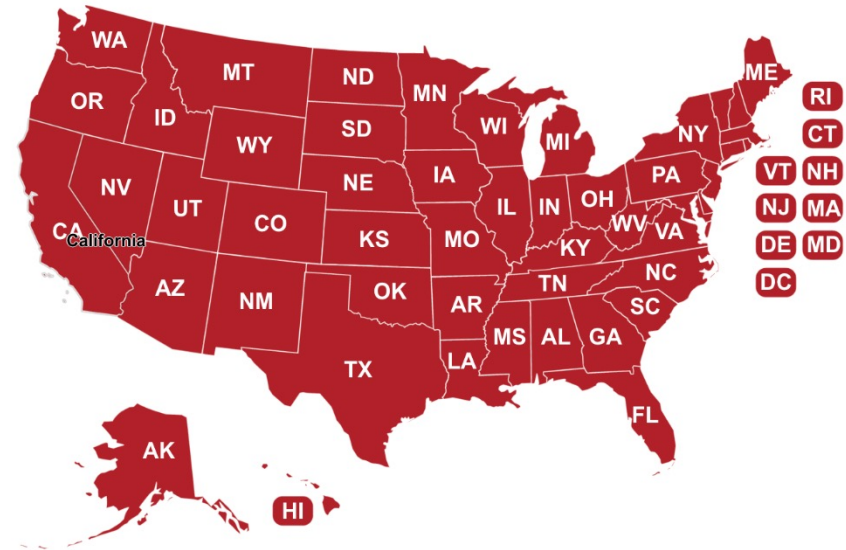 WA
OR
CA
California
NV
ID
MT
WY
UT
AZ
CO
NM
ND
SD
NE
KS
OK
TX
MN
IA
MO
AR
LA
WI
IL
MI
IN
OH
KY
TN
MS
AL
GA
FL
SC
NC
VA
WV
PA
NY
ME
RI
CT
VT
NH
NJ
MA
DE
MD
DC
AK
HI